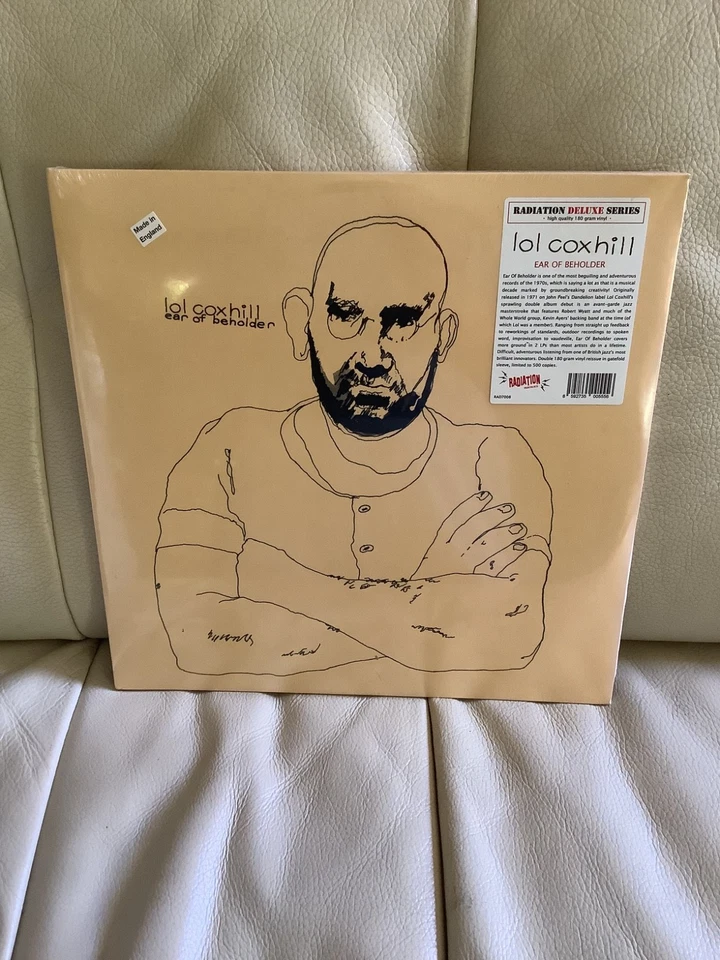 Made in
England
lol coxhill
ear of beholder
RADIATION DELUXE SERIES
- high quality 180 gram vinyl -
lol coxhill
EAR OF BEHOLDER
Ear Of Beholder is one of the most beguiling and adventurous
records of the 1970s, which is saying a lot as that is a musical
decade marked by groundbreaking creativity! Originally
released in 1971 on John Peel's Dandelion label Lol Coxhill's
sprawling double album debut is an avant-garde jazz
masterstroke that features Robert Wyatt and much of the
Whole World group, Kevin Ayers' backing band at the time (of
which Lol was a member). Ranging from straight up feedback
to reworkings of standards, outdoor recordings to spoken
word, improvisation to vaudeville, Ear Of Beholder covers
more ground in 2 LPs than most artists do in a lifetime.
Difficult, adventurous listening from one of British jazz's most
brilliant innovators. Double 180 gram vinyl reissue in gatefold
sleeve, limited to 500 copies.
RADIATION
RAD7069
8 592735 005556